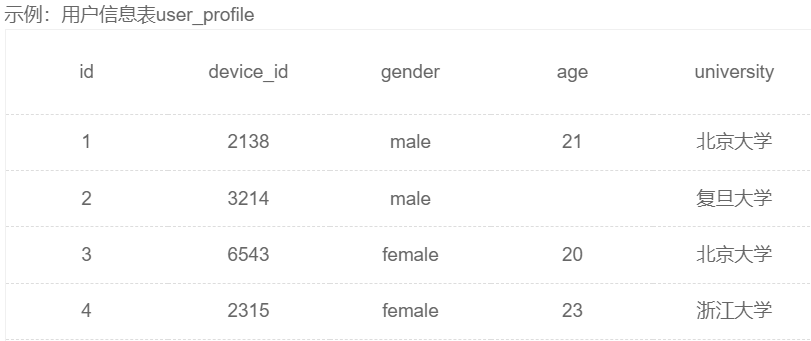 示例：用户信息表user_profile
id device_id gender age university
1 2138 male 21 北京大学
2 3214 male 复旦大学
3 6543 female 20 北京大学
4 2315 female 23 浙江大学